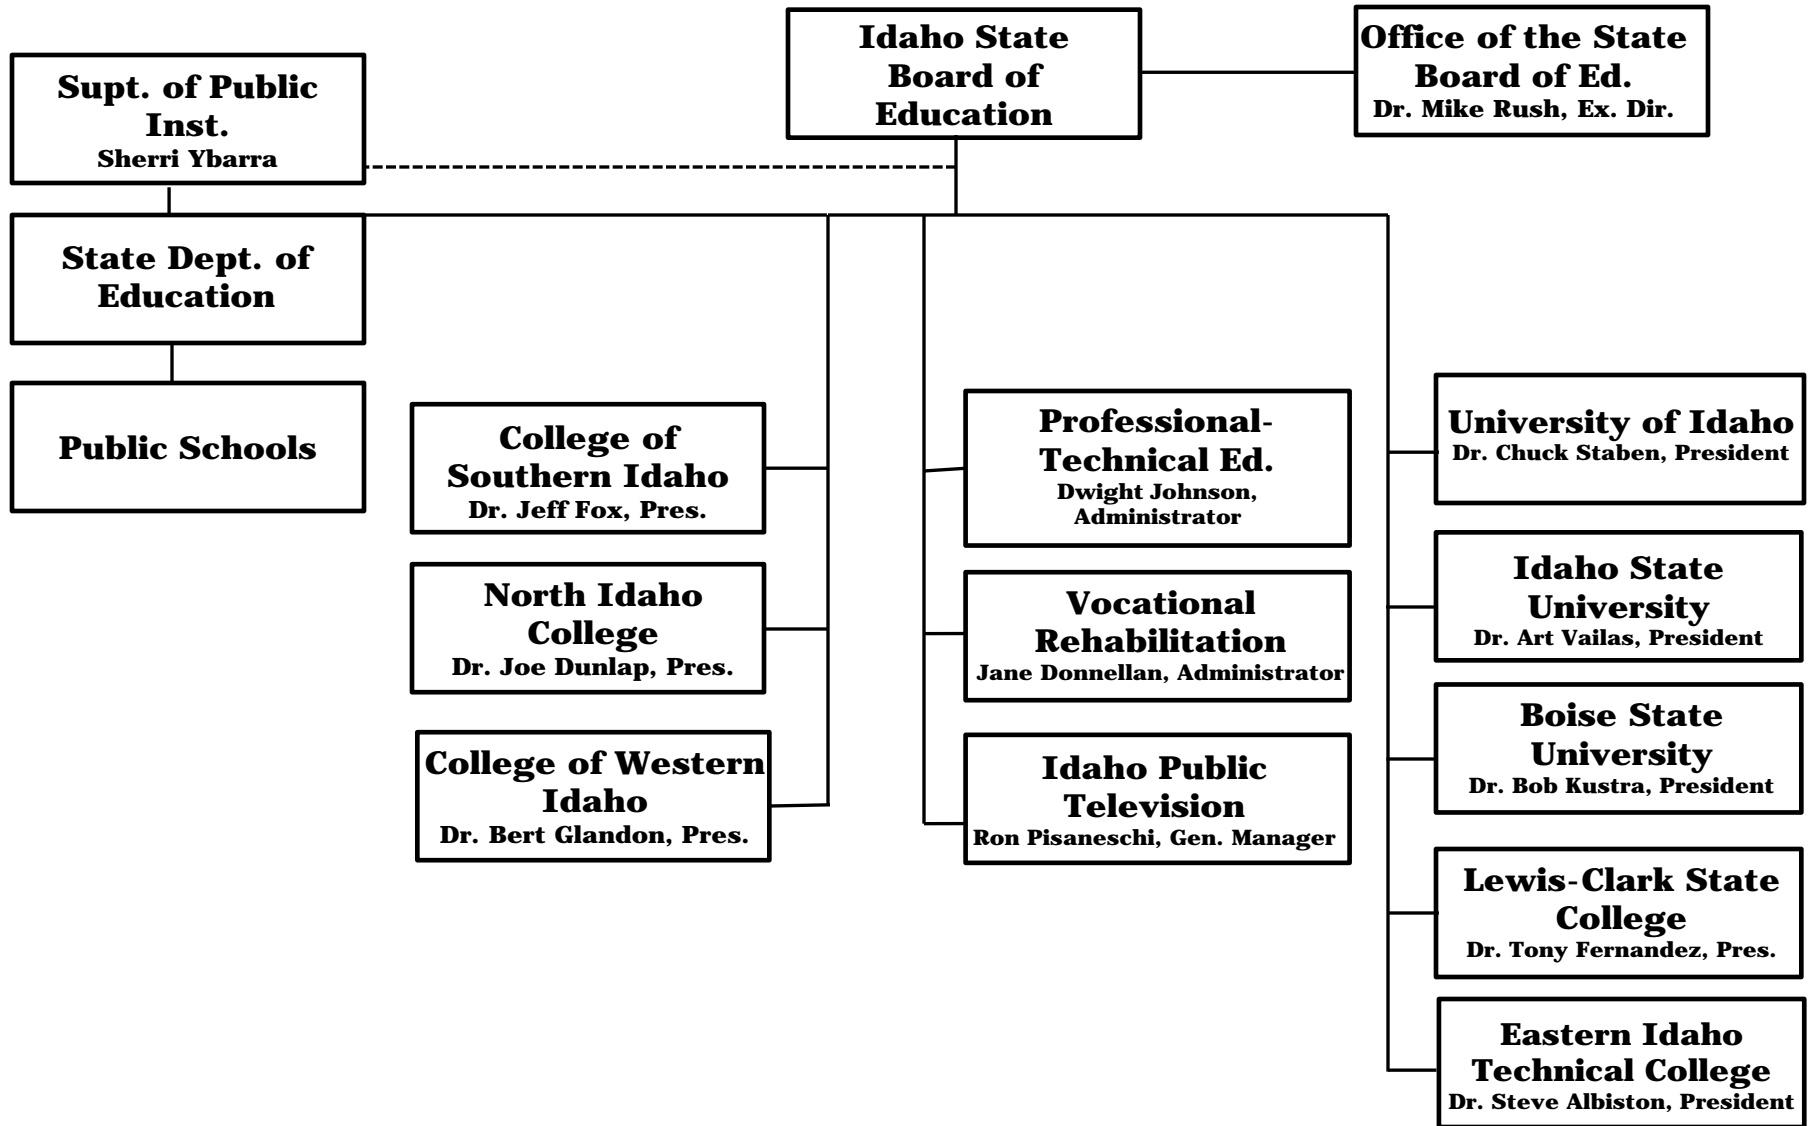 Idaho State
Board of
Education
Office of the State
Board of Ed.
Dr. Mike Rush, Ex. Dir.
Supt. of Public
Inst.
Sherri Ybarra
State Dept. of
Education
Public Schools
College of
Southern Idaho
Dr. Jeff Fox, Pres.
North Idaho
College
Dr. Joe Dunlap, Pres.
College of Western
Idaho
Dr. Bert Glandon, Pres.
Professional-
Technical Ed.
Dwight Johnson,
Administrator
Vocational
Rehabilitation
Jane Donnellan, Administrator
Idaho Public
Television
Ron Pisaneschi, Gen. Manager
University of Idaho
Dr. Chuck Staben, President
Idaho State
University
Dr. Art Vailas, President
Boise State
University
Dr. Bob Kustra, President
Lewis-Clark State
College
Dr. Tony Fernandez, Pres.
Eastern Idaho
Technical College
Dr. Steve Albiston, President